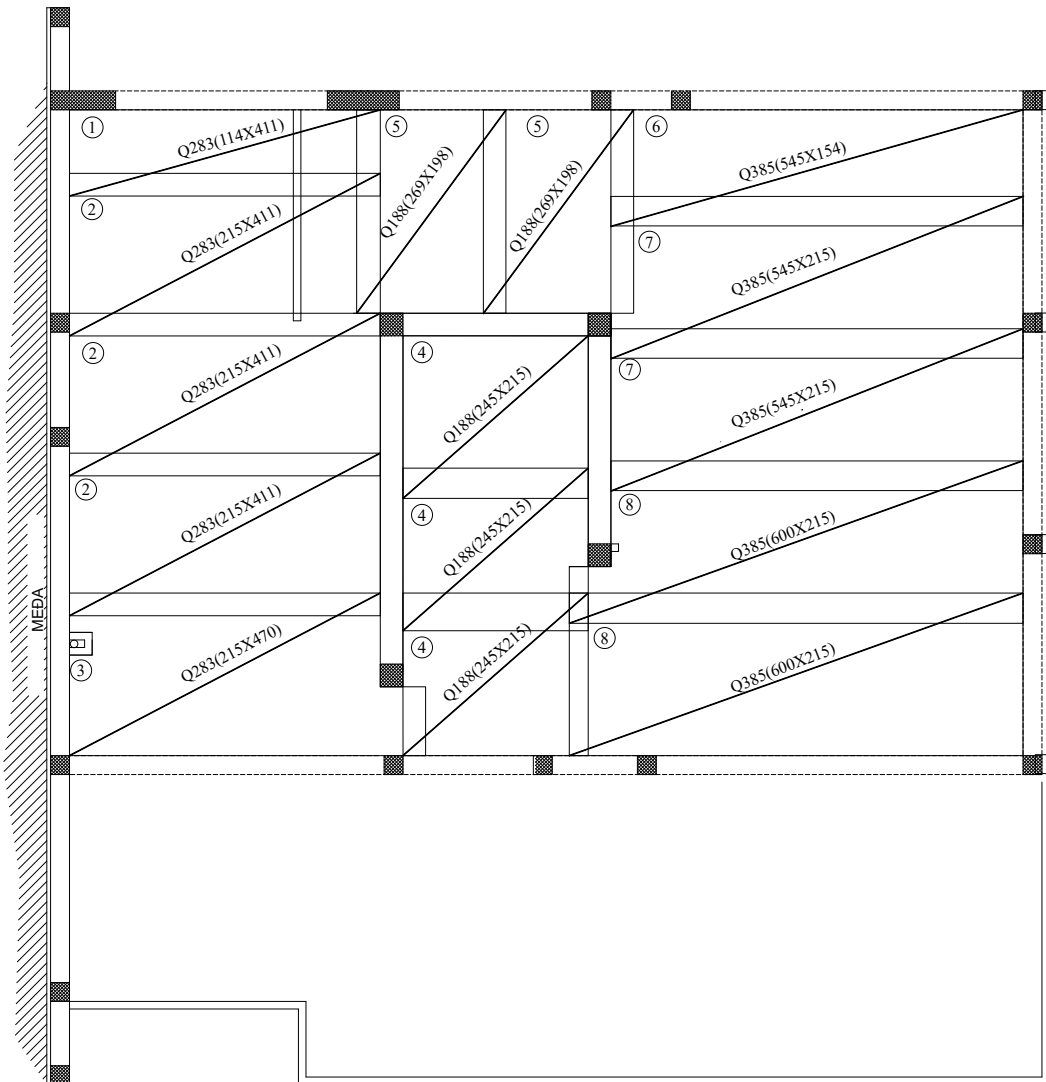 1
Q283(114X411)
5
Q188(269X198)
5
Q188(269X198)
6
Q385(545X154)
2
Q283(215X411)
7
Q385(545X215)
2
Q283(215X411)
4
Q188(245X215)
7
Q385(545X215)
2
Q283(215X411)
4
Q188(245X215)
8
Q385(600X215)
MEĐA
3
Q283(215X470)
4
Q188(245X215)
8
Q385(600X215)